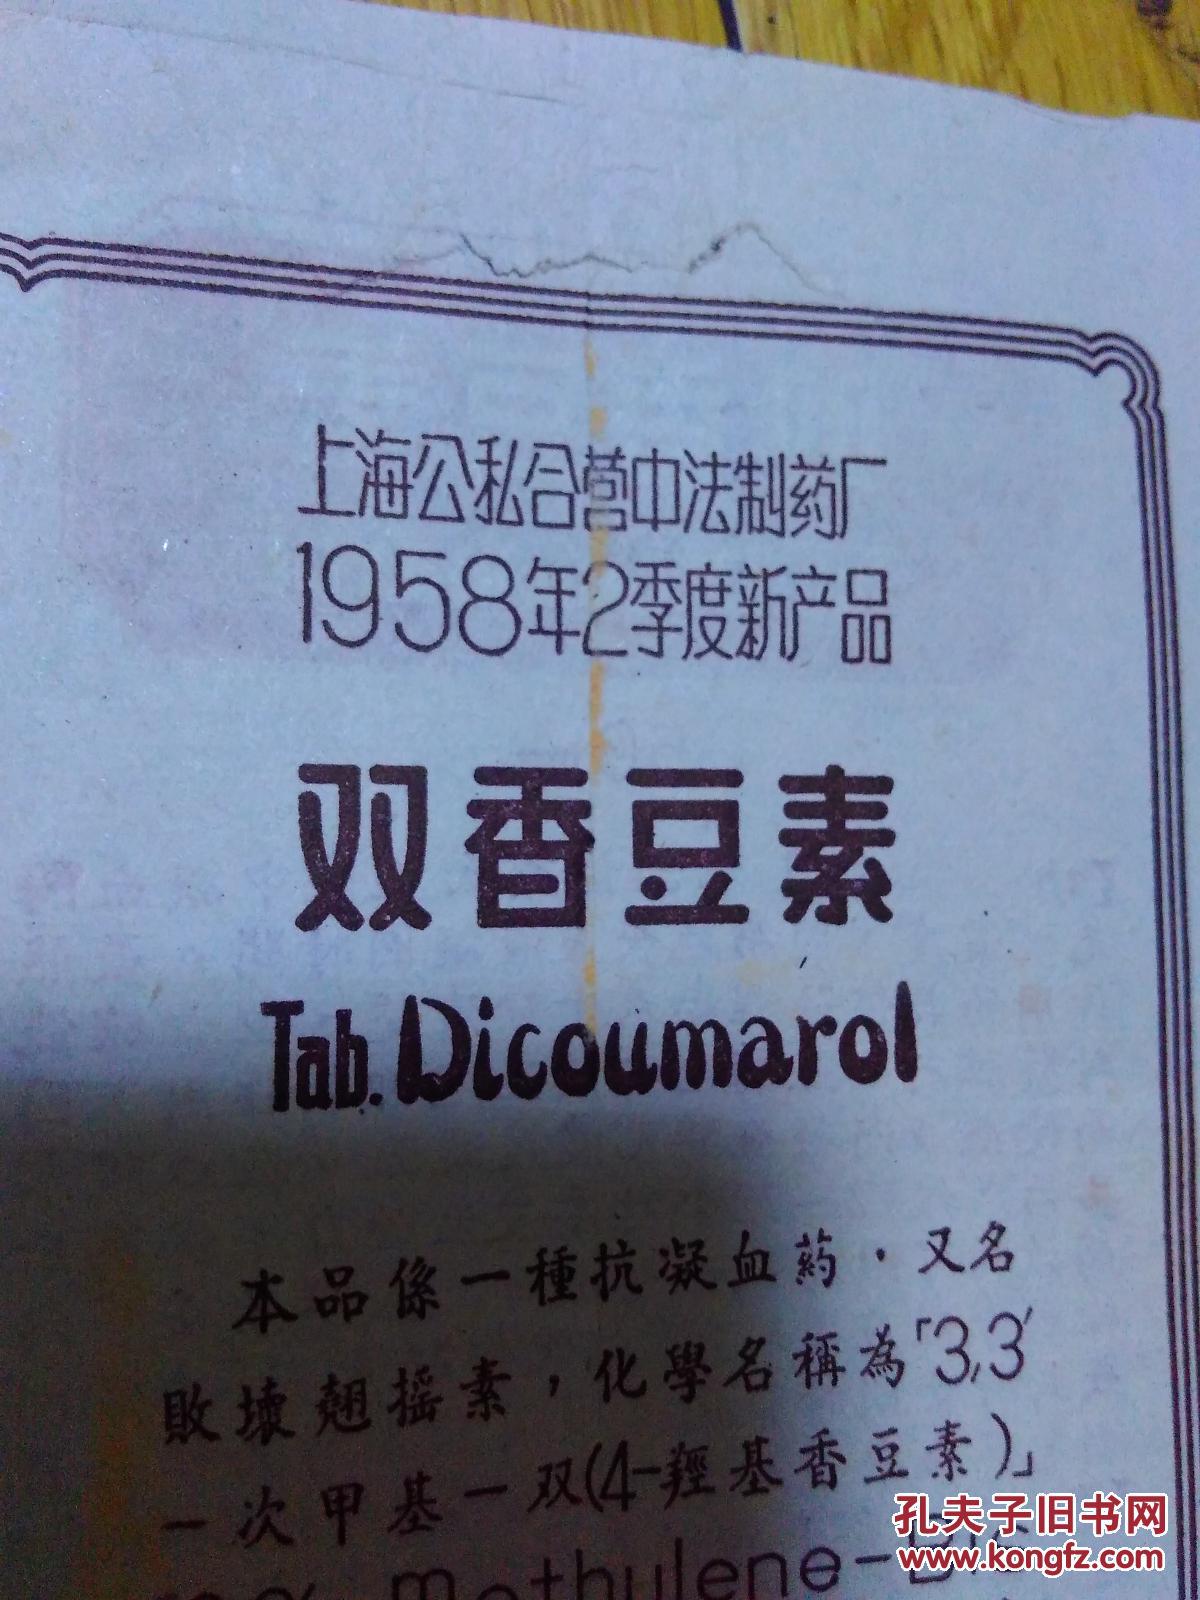 上海公私合营中法制药厂
1958年2季度新产品
双香豆素
Tab. Dicoumarol
本品係一種抗凝血葯·又名
敗壞翹摇素，化學名稱為「3,3′
一次甲基一双(4-羥基香豆素)」
methylene-Bis
孔夫子旧书网
www.kongfz.com